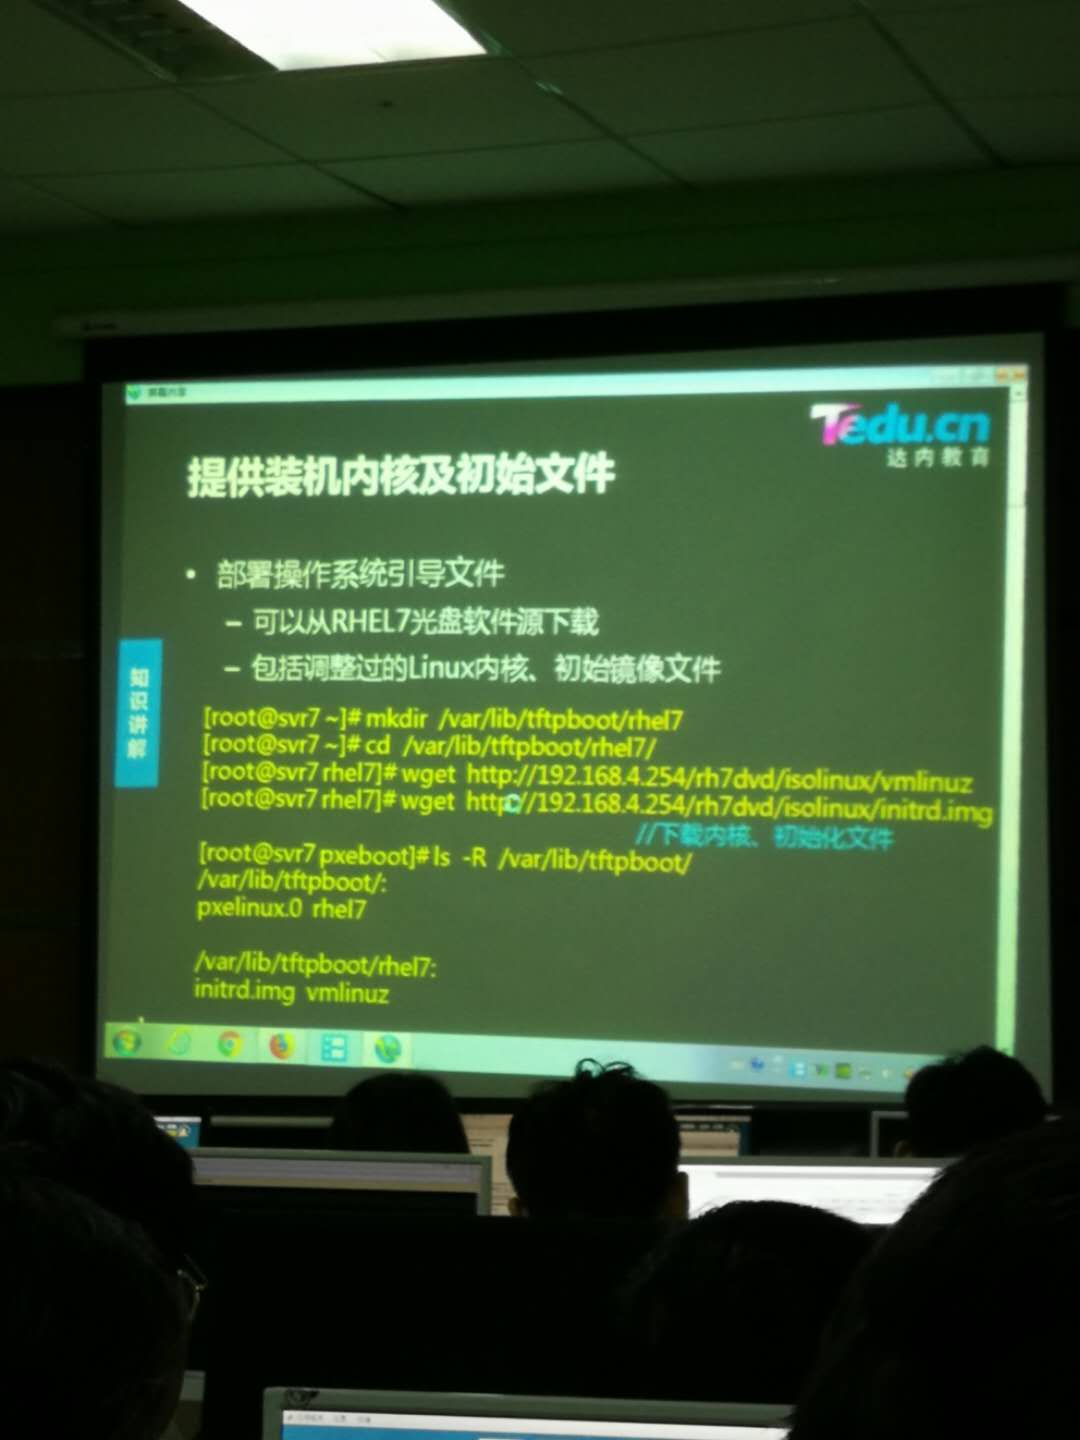 屏幕共享
Tedu.cn
达内教育
提供装机内核及初始文件
• 部署操作系统引导文件
– 可以从RHEL7光盘软件源下载
– 包括调整过的Linux内核、初始镜像文件
知识讲解
[root@svr7 ~]# mkdir /var/lib/tftpboot/rhel7
[root@svr7 ~]# cd /var/lib/tftpboot/rhel7/
[root@svr7 rhel7]# wget http://192.168.4.254/rh7dvd/isolinux/vmlinuz
[root@svr7 rhel7]# wget http://192.168.4.254/rh7dvd/isolinux/initrd.img
//下载内核、初始化文件
[root@svr7 pxeboot]# ls -R /var/lib/tftpboot/
/var/lib/tftpboot/:
pxelinux.0 rhel7
/var/lib/tftpboot/rhel7:
initrd.img vmlinuz